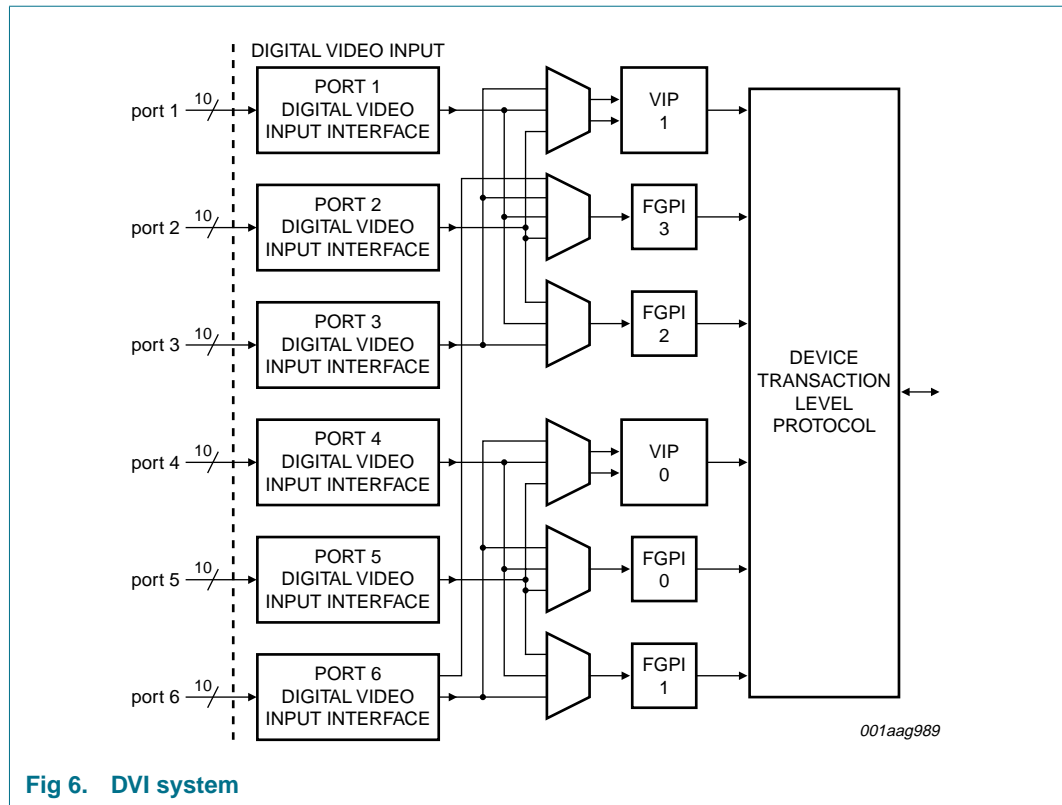 DIGITAL VIDEO INPUT
port 1
10
PORT 1
DIGITAL VIDEO
INPUT INTERFACE
VIP
1
port 2
10
PORT 2
DIGITAL VIDEO
INPUT INTERFACE
FGPI
3
port 3
10
PORT 3
DIGITAL VIDEO
INPUT INTERFACE
FGPI
2
DEVICE
TRANSACTION
LEVEL
PROTOCOL
port 4
10
PORT 4
DIGITAL VIDEO
INPUT INTERFACE
VIP
0
port 5
10
PORT 5
DIGITAL VIDEO
INPUT INTERFACE
FGPI
0
port 6
10
PORT 6
DIGITAL VIDEO
INPUT INTERFACE
FGPI
1
001aag989
Fig 6. DVI system